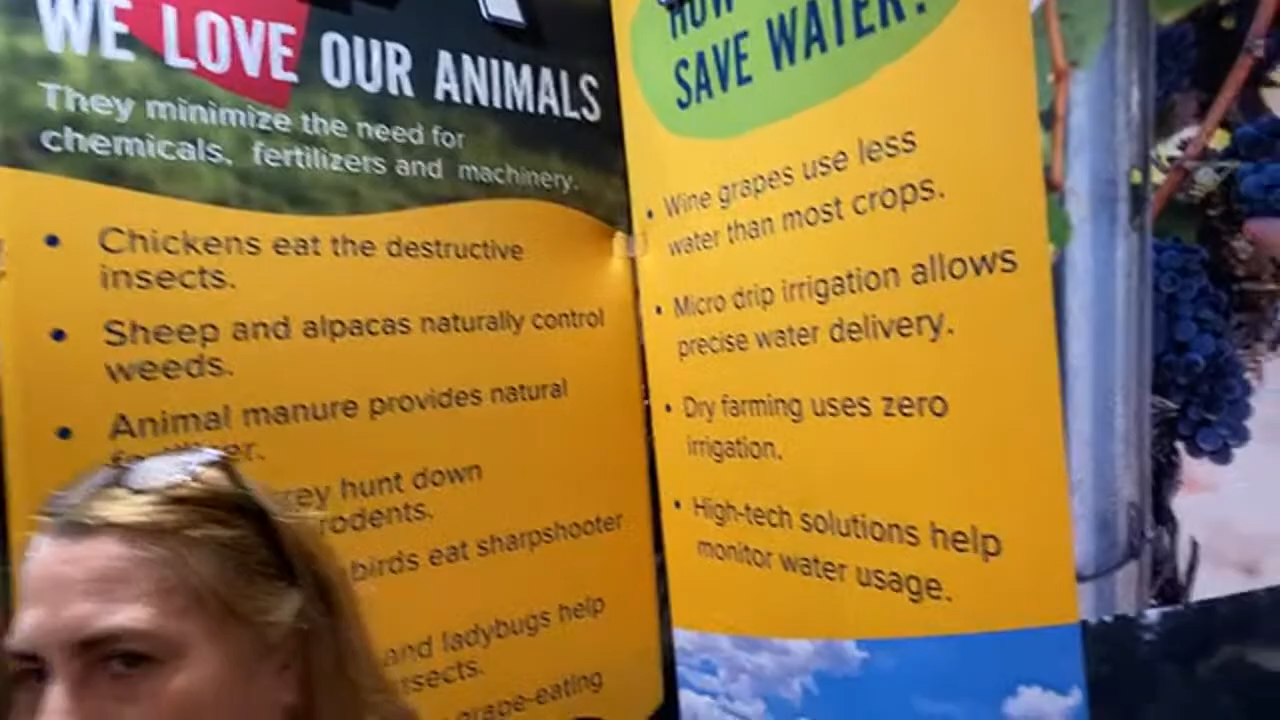 WE LOVE OUR ANIMALS
They minimize the need for
chemicals, fertilizers and machinery.
• Chickens eat the destructive
insects.
• Sheep and alpacas naturally control
weeds.
• Animal manure provides natural
hunt down
rodents.
birds eat sharpshooter
and ladybugs help
grape-eating
HOW
SAVE WATER?
• Wine grapes use less
water than most crops.
• Micro drip irrigation allows
precise water delivery.
• Dry farming uses zero
irrigation.
• High-tech solutions help
monitor water usage.